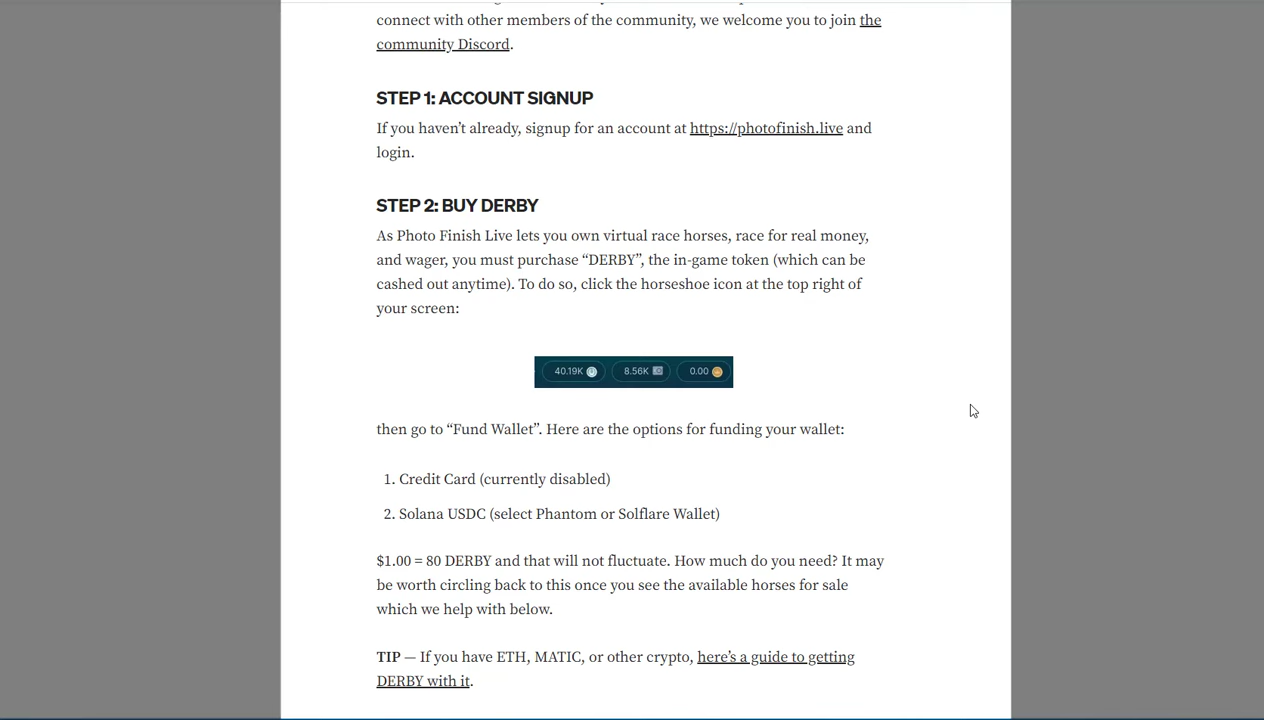 connect with other members of the community, we welcome you to join the
community Discord.
STEP 1: ACCOUNT SIGNUP
If you haven’t already, signup for an account at https://photofinish.live and
login.
STEP 2: BUY DERBY
As Photo Finish Live lets you own virtual race horses, race for real money,
and wager, you must purchase “DERBY”, the in-game token (which can be
cashed out anytime). To do so, click the horseshoe icon at the top right of
your screen:
40.19K 8.56K 0.00
then go to “Fund Wallet”. Here are the options for funding your wallet:
1. Credit Card (currently disabled)
2. Solana USDC (select Phantom or Solflare Wallet)
$1.00 = 80 DERBY and that will not fluctuate. How much do you need? It may
be worth circling back to this once you see the available horses for sale
which we help with below.
TIP — If you have ETH, MATIC, or other crypto, here’s a guide to getting
DERBY with it.